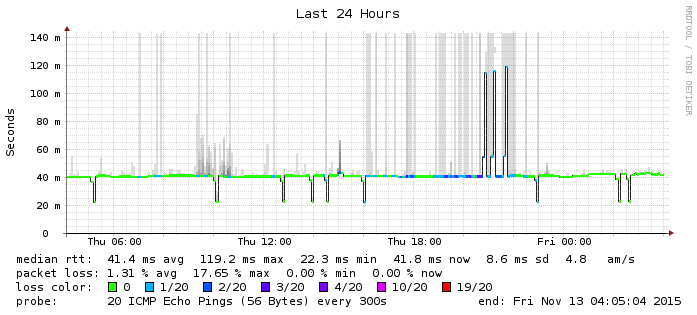 Last 24 Hours
RRDTOOL / TOBI OETIKER
Seconds
140 m
120 m
100 m
80 m
60 m
40 m
20 m
0
Thu 06:00 Thu 12:00 Thu 18:00 Fri 00:00
median rtt: 41.4 ms avg 119.2 ms max 22.3 ms min 41.8 ms now 8.6 ms sd 4.8 am/s
packet loss: 1.31 % avg 17.65 % max 0.00 % min 0.00 % now
loss color: 0 1/20 2/20 3/20 4/20 10/20 19/20
probe: 20 ICMP Echo Pings (56 Bytes) every 300s end: Fri Nov 13 04:05:04 2015